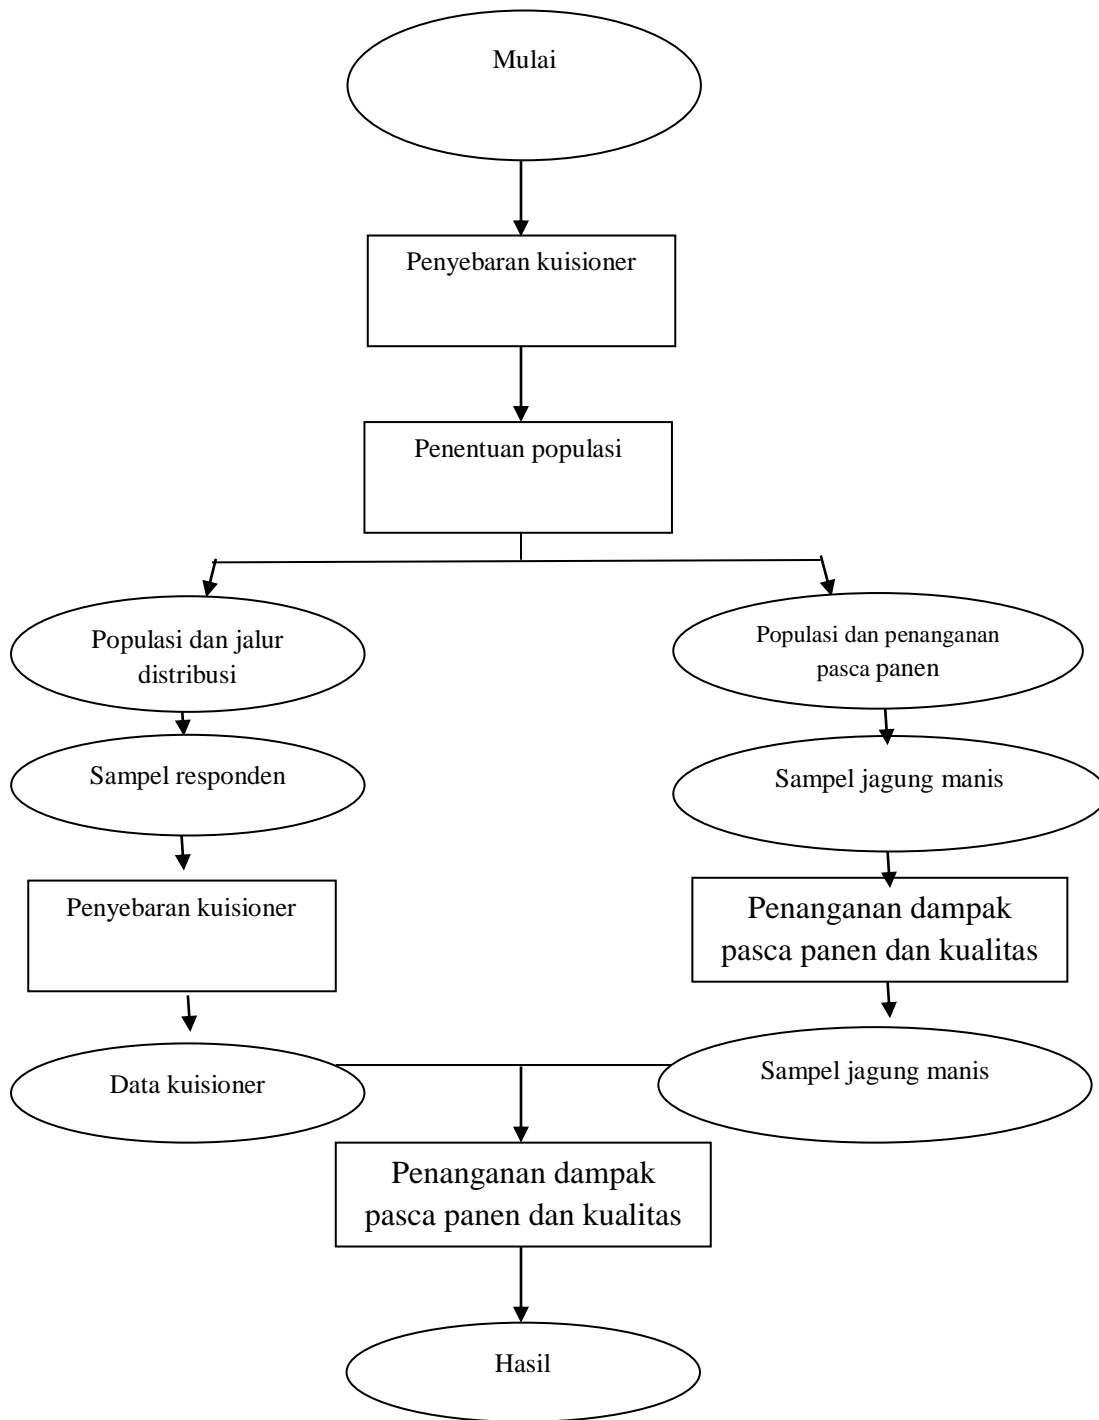 Mulai
Penyebaran kuisioner
Penentuan populasi
Populasi dan jalur
distribusi
Populasi dan penanganan
pasca panen
Sampel responden
Sampel jagung manis
Penyebaran kuisioner
Penanganan dampak
pasca panen dan kualitas
Data kuisioner
Sampel jagung manis
Penanganan dampak
pasca panen dan kualitas
Hasil